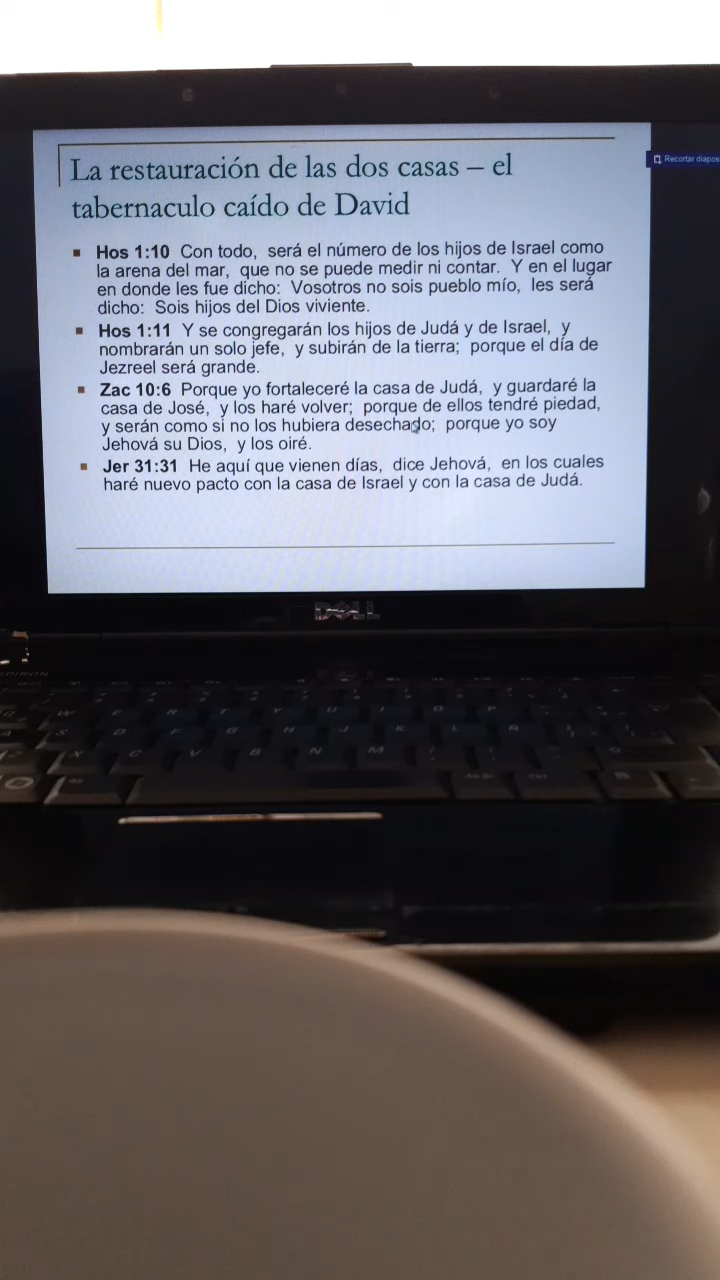 La restauración de las dos casas – el
tabernaculo caído de David
Recortar diapos
▪ Hos 1:10 Con todo, será el número de los hijos de Israel como
la arena del mar, que no se puede medir ni contar. Y en el lugar
en donde les fue dicho: Vosotros no sois pueblo mío, les será
dicho: Sois hijos del Dios viviente.
▪ Hos 1:11 Y se congregarán los hijos de Judá y de Israel, y
nombrarán un solo jefe, y subirán de la tierra; porque el día de
Jezreel será grande.
▪ Zac 10:6 Porque yo fortaleceré la casa de Judá, y guardaré la
casa de José, y los haré volver; porque de ellos tendré piedad,
y serán como si no los hubiera desechado; porque yo soy
Jehová su Dios, y los oiré.
▪ Jer 31:31 He aquí que vienen días, dice Jehová, en los cuales
haré nuevo pacto con la casa de Israel y con la casa de Judá.
DELL